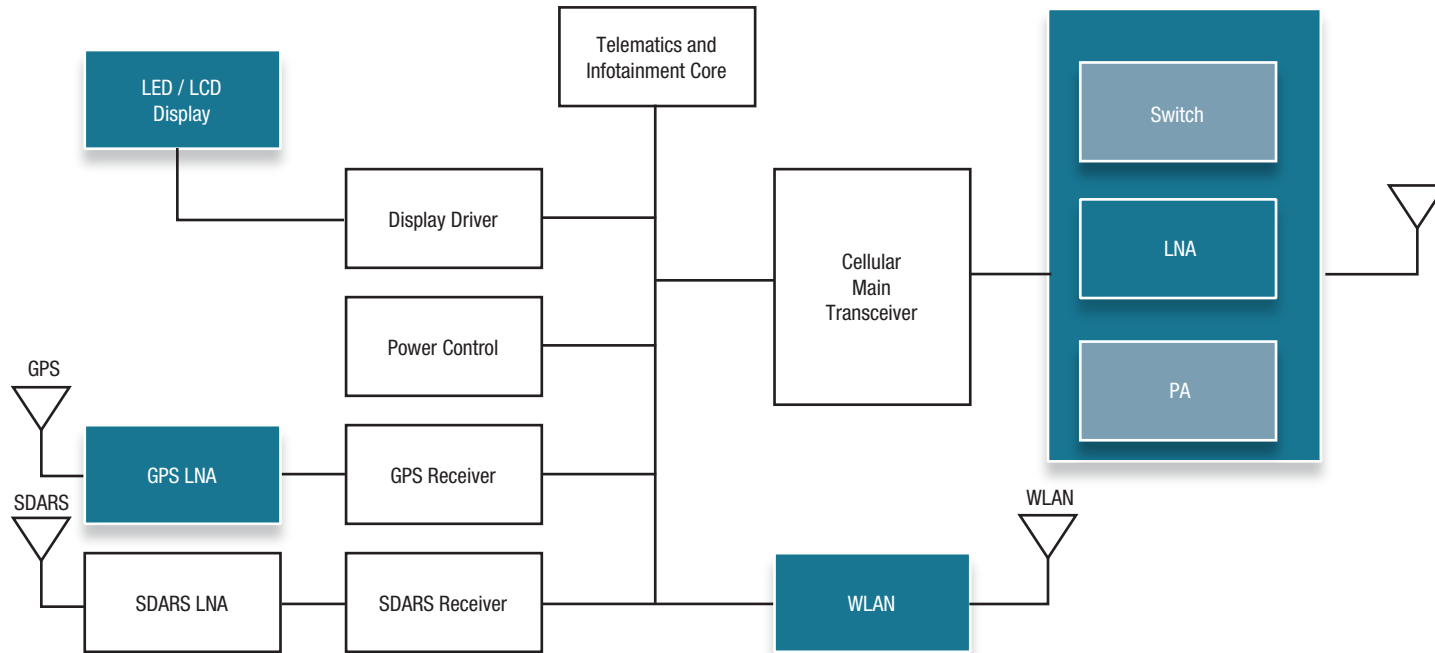 Telematics and
Infotainment Core
LED / LCD
Display
Switch
Display Driver
LNA
Cellular
Main
Transceiver
Power Control
PA
GPS
GPS LNA
GPS Receiver
SDARS
WLAN
SDARS LNA
SDARS Receiver
WLAN